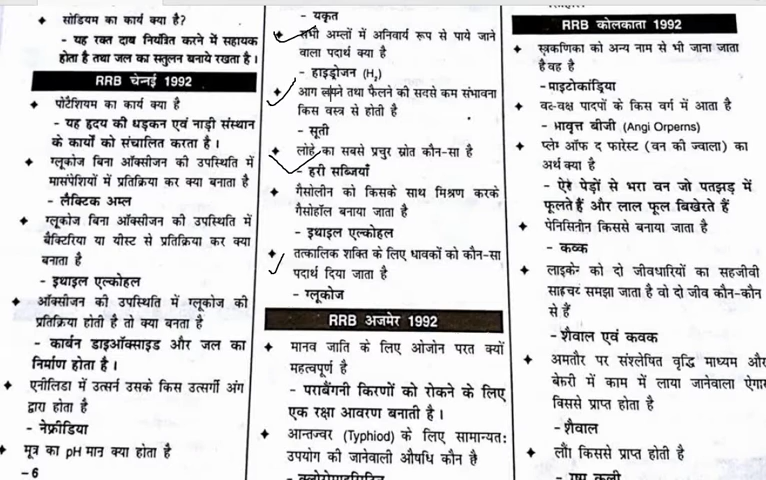 सोडियम का कार्य क्या है?
- यह रक्त दाब नियंत्रित करने में सहायक
होता है तथा जल का सतुलन बनाये रखता है।
RRB चेन्नई 1992
पोटैशियम का कार्य क्या है
- यह हृदय की धड़कन एवं नाड़ी संस्थान
के कार्यों को संचालित करता है।
ग्लूकोज बिना ऑक्सीजन की उपस्थिति में
मासंपेशियों में प्रतिक्रिया कर क्या बनाता है
- लैक्टिक अम्ल
ग्लूकोज बिना ऑक्सीजन की उपस्थिति में
बैक्टिरिया या यीस्ट से प्रतिक्रिया कर क्या
बनाता है
- इथाइल एल्कोहल
ऑक्सीजन की उपस्थिति में ग्लूकोज की
प्रतिक्रिया होती है तो क्या बनता है
- कार्बन डाइऑक्साइड और जल का
निर्माण होता है।
एनीलिडा में उत्सर्न उसके किस उत्सर्गी अंग
द्वारा होता है
- नेफ्रीडिया
मूत्र का pH मान क्या होता है
- 6
- यकृत
सभी अम्लों में अनिवार्य रूप से पाये जाने
वाला पदार्थ क्या है
- हाइड्रोजन (H₂)
आग लगने तथा फैलने की सदसे कम संभावना
किस वस्त्र से होती है
- सूती
लोहे का सबसे प्रचुर स्रोत कौन-सा है
- हरी सब्जियाँ
गैसोलीन को किसके साथ मिश्रण करके
गैसोहॉल बनाया जाता है
- इथाइल एल्कोहल
तत्कालिक शक्ति के लिए धावकों को कौन-सा
पदार्थ दिया जाता है
- ग्लूकोज
RRB अजमेर 1992
मानव जाति के लिए ओजोन परत क्यों
महत्वपूर्ण है
- पराबैंगनी किरणों को रोकने के लिए
एक रक्षा आवरण बनाती है।
आन्तज्वर (Typhiod) के लिए सामान्यत:
उपयोग की जानेवाली औषधि कौन है
RRB कोलकाता 1992
को अन्य नाम से भी जाना जाता
है वह है
- माइटोकांड्रिया
वट-वक्ष पादपों के किस वर्ग में आता है
- भावृत्त बीजी (Angi Orperns)
फ्लेम ऑफ द फारेस्ट (वन की ज्वाला) का
अर्थ क्या है
- ऐसे पेड़ों से भरा वन जो पतझड़ में
फूलते हैं और लाल फूल बिखेरते हैं
पेनिसिलीन किससे बनाया जाता है
- कवक
लाइकेन को दो जीवधारियों का सहजीवी
साहचर्य समझा जाता है वो दो जीव कौन-कौन
से हैं
- शैवाल एवं कवक
अमतौर पर संश्लेषित वृद्धि माध्यम और
बेकरी में काम में लाया जानेवाला ऐगार
किससे प्राप्त होता है
- शैवाल
किससे प्राप्त होती है